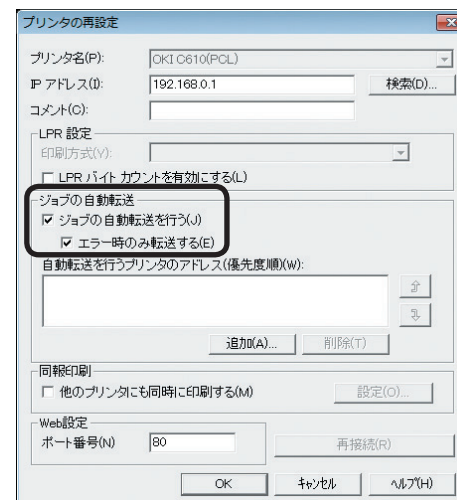 プリンタの再設定
プリンタ名(P): OKI C610(PCL)
IP アドレス(I): 192.168.0.1 検索(D)...
コメント(C):
LPR 設定
印刷方式(V):
LPR バイト カウントを有効にする(L)
ジョブの自動転送
ジョブの自動転送を行う(J)
エラー時のみ転送する(E)
自動転送を行うプリンタのアドレス(優先度順)(W):
追加(A)... 削除(T)
同報印刷
他のプリンタにも同時に印刷する(M) 設定(O)...
Web設定
ポート番号(N) 80 再接続(R)
OK キャンセル ヘルプ(H)